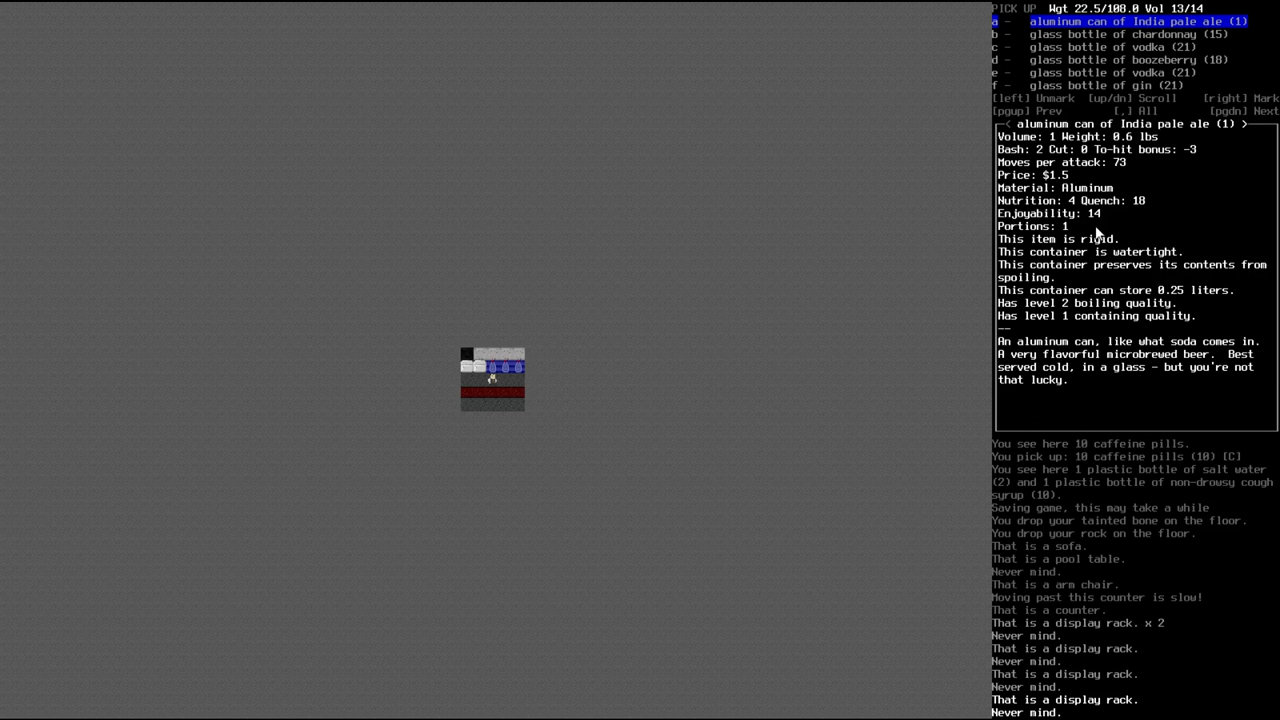 PICK UP Wgt 22.5/108.0 Vol 13/14
a - aluminum can of India pale ale (1)
b - glass bottle of chardonnay (15)
c - glass bottle of vodka (21)
d - glass bottle of boozeberry (18)
e - glass bottle of vodka (21)
f - glass bottle of gin (21)
[left] Unmark [up/dn] Scroll [right] Mark
[pgup] Prev [,] All [pgdn] Next
< aluminum can of India pale ale (1) >
Volume: 1 Weight: 0.6 lbs
Bash: 2 Cut: 0 To-hit bonus: -3
Moves per attack: 73
Price: $1.5
Material: Aluminum
Nutrition: 4 Quench: 18
Enjoyability: 14
Portions: 1
This item is rigid.
This container is watertight.
This container preserves its contents from
spoiling.
This container can store 0.25 liters.
Has level 2 boiling quality.
Has level 1 containing quality.
--
An aluminum can, like what soda comes in.
A very flavorful microbrewed beer. Best
served cold, in a glass - but you're not
that lucky.
You see here 10 caffeine pills.
You pick up: 10 caffeine pills (10) [C]
You see here 1 plastic bottle of salt water
(2) and 1 plastic bottle of non-drowsy cough
syrup (10).
Saving game, this may take a while
You drop your tainted bone on the floor.
You drop your rock on the floor.
That is a sofa.
That is a pool table.
Never mind.
That is a arm chair.
Moving past this counter is slow!
That is a counter.
That is a display rack. x 2
Never mind.
That is a display rack.
Never mind.
That is a display rack.
Never mind.
That is a display rack.
Never mind.